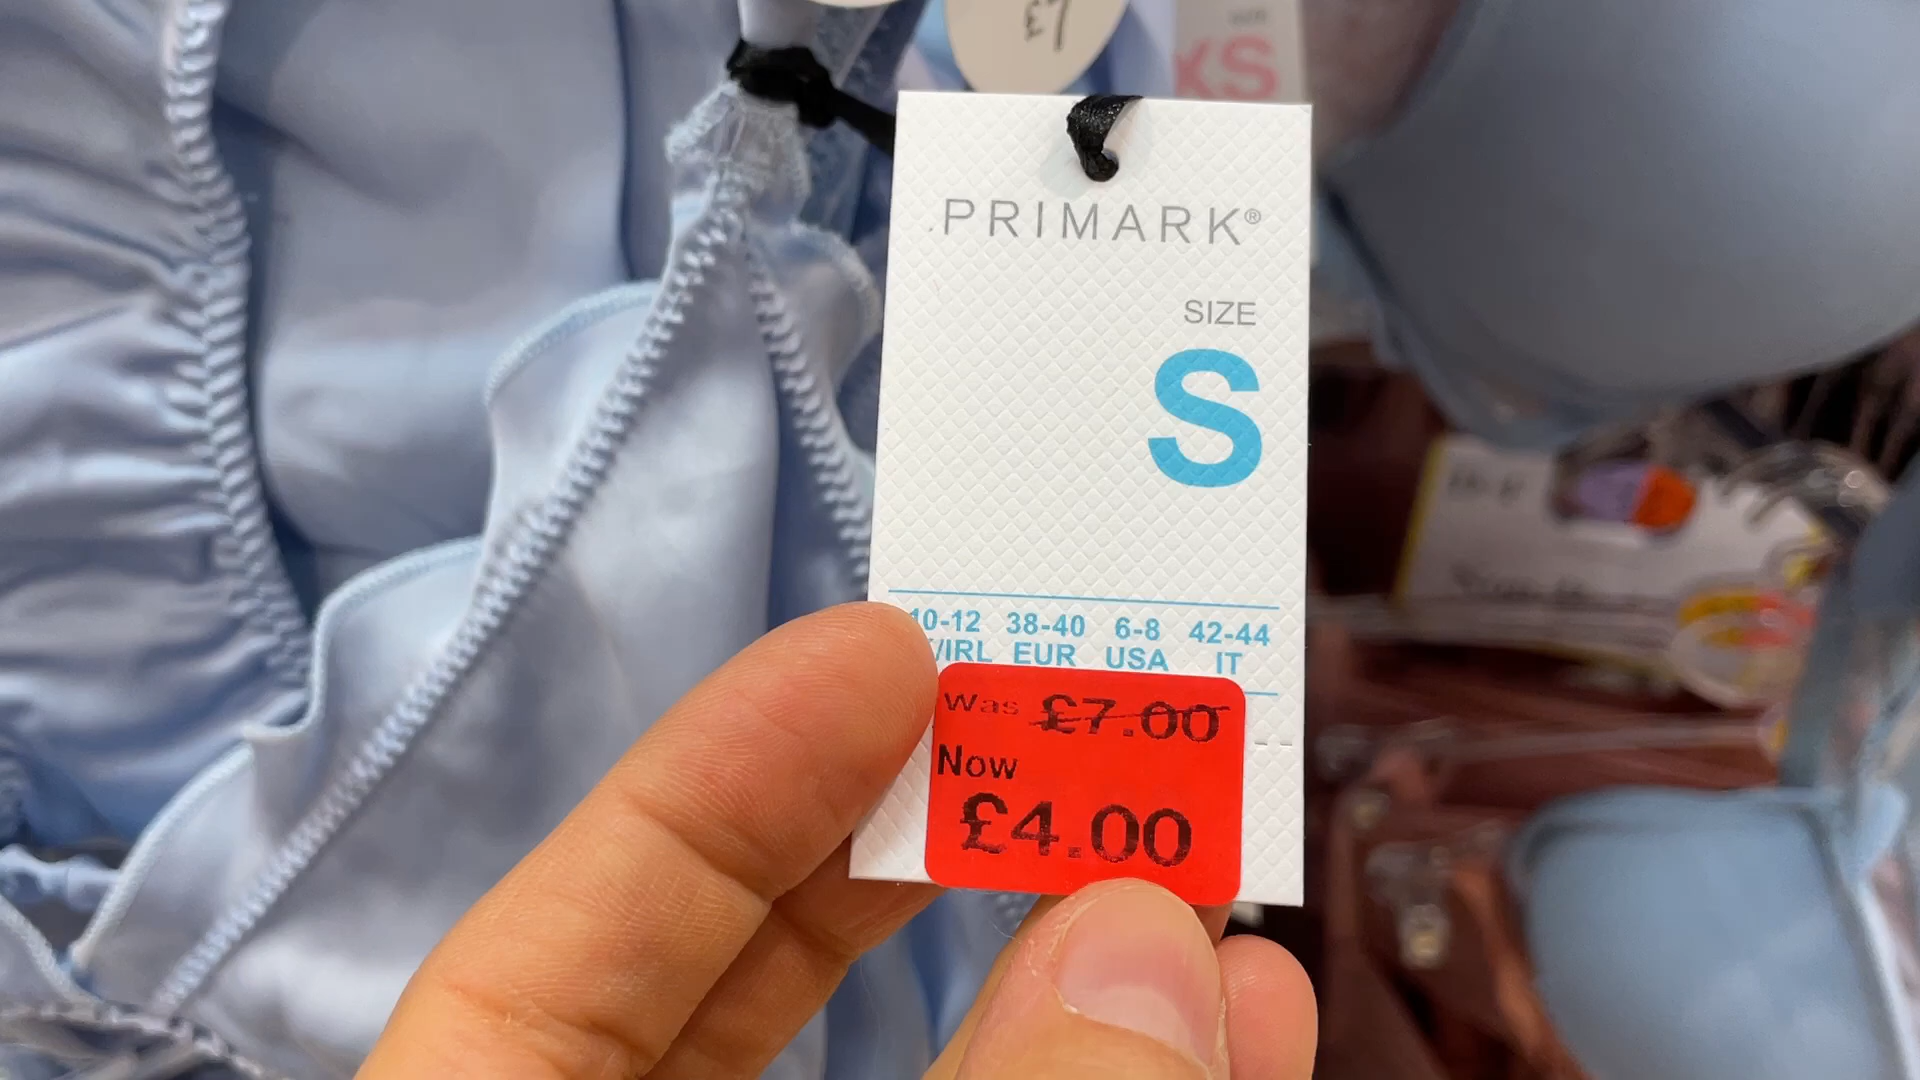 £7
SIZE
XS
PRIMARK®
SIZE
S
10-12 38-40 6-8 42-44
/IRL EUR USA IT
Was £7.00
Now
£4.00